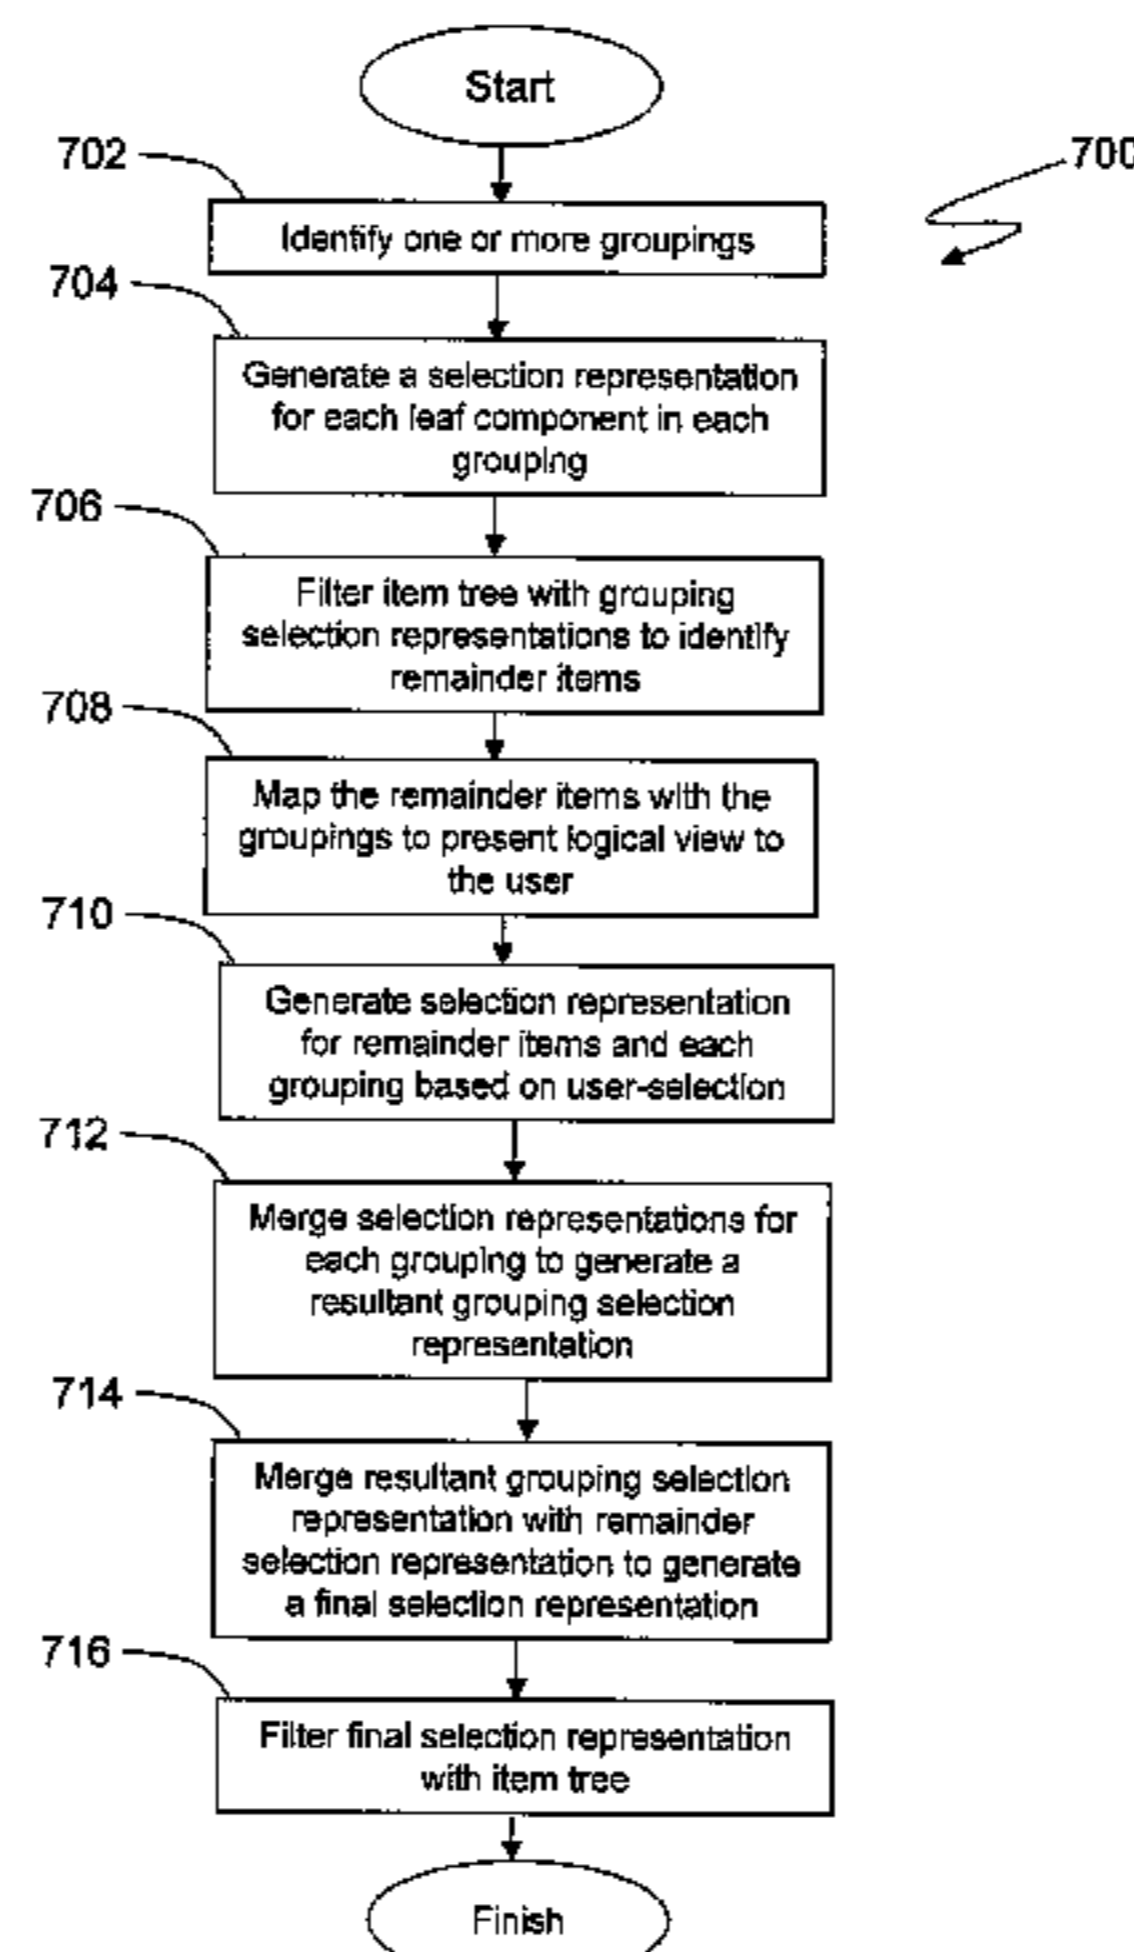 Start
702
700
Identify one or more groupings
704
Generate a selection representation
for each leaf component in each
grouping
706
Filter item tree with grouping
selection representations to identify
remainder items
708
Map the remainder items with the
groupings to present logical view to
the user
710
Generate selection representation
for remainder items and each
grouping based on user-selection
712
Merge selection representations for
each grouping to generate a
resultant grouping selection
representation
714
Merge resultant grouping selection
representation with remainder
selection representation to generate
a final selection representation
716
Filter final selection representation
with item tree
Finish